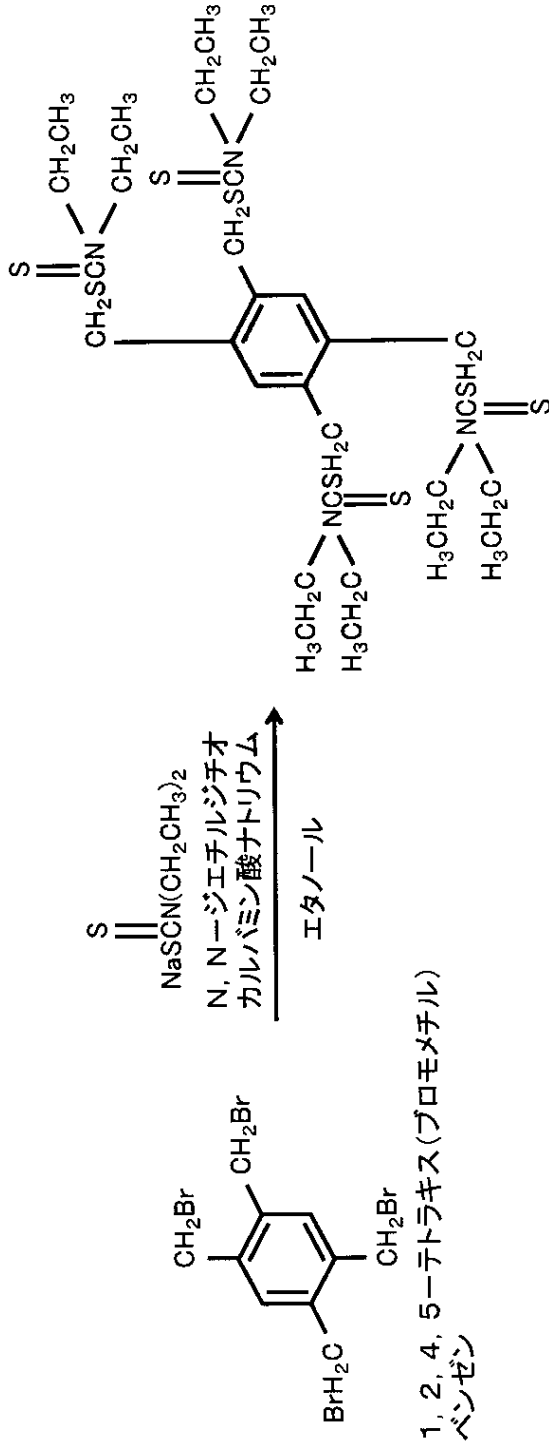 CH₂Br
CH₂Br
BrH₂C
CH₂Br
1, 2, 4, 5ーテトラキス(ブロモメチル)
ベンゼン
S
NaSCN(CH₂CH₃)₂
N, Nージエチルジチオ
カルバミン酸ナトリウム
エタノール
S
CH₂SCN
CH₂CH₃
CH₂CH₃
S
CH₂SCN
CH₂CH₃
CH₂CH₃
H₃CH₂C
H₃CH₂C
NCSH₂C
S
H₃CH₂C
H₃CH₂C
NCSH₂C
S